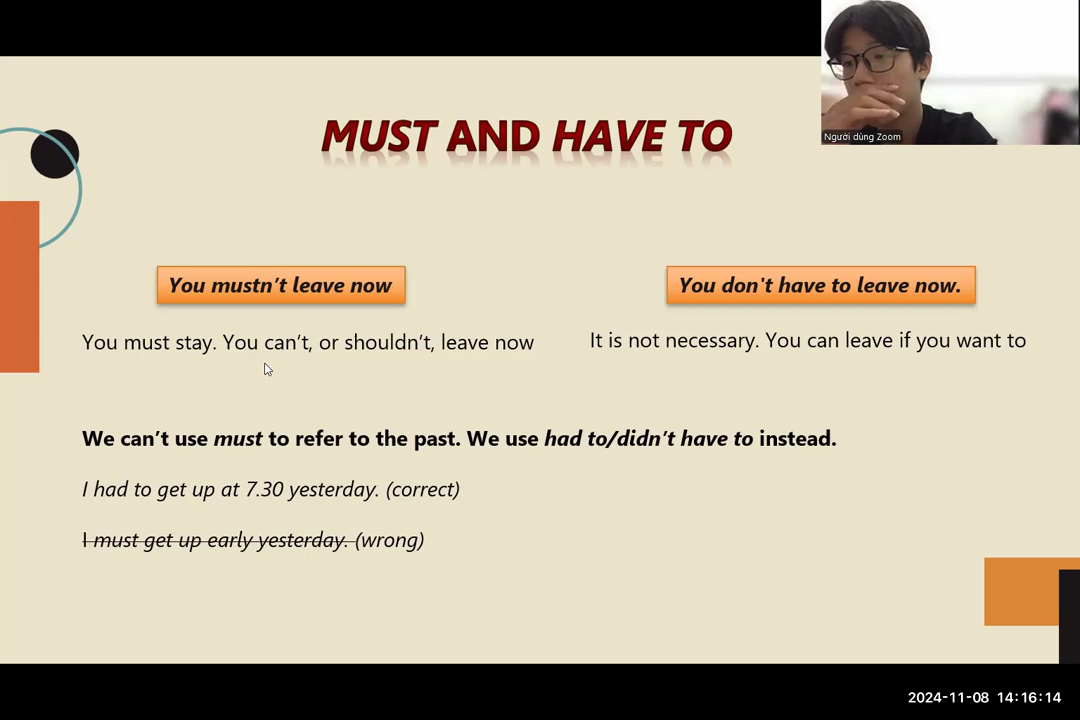 Người dùng Zoom
MUST AND HAVE TO
You mustn’t leave now
You don't have to leave now.
You must stay. You can’t, or shouldn’t, leave now
It is not necessary. You can leave if you want to
We can’t use must to refer to the past. We use had to/didn’t have to instead.
I had to get up at 7.30 yesterday. (correct)
I must get up early yesterday. (wrong)
2024-11-08 14:16:14